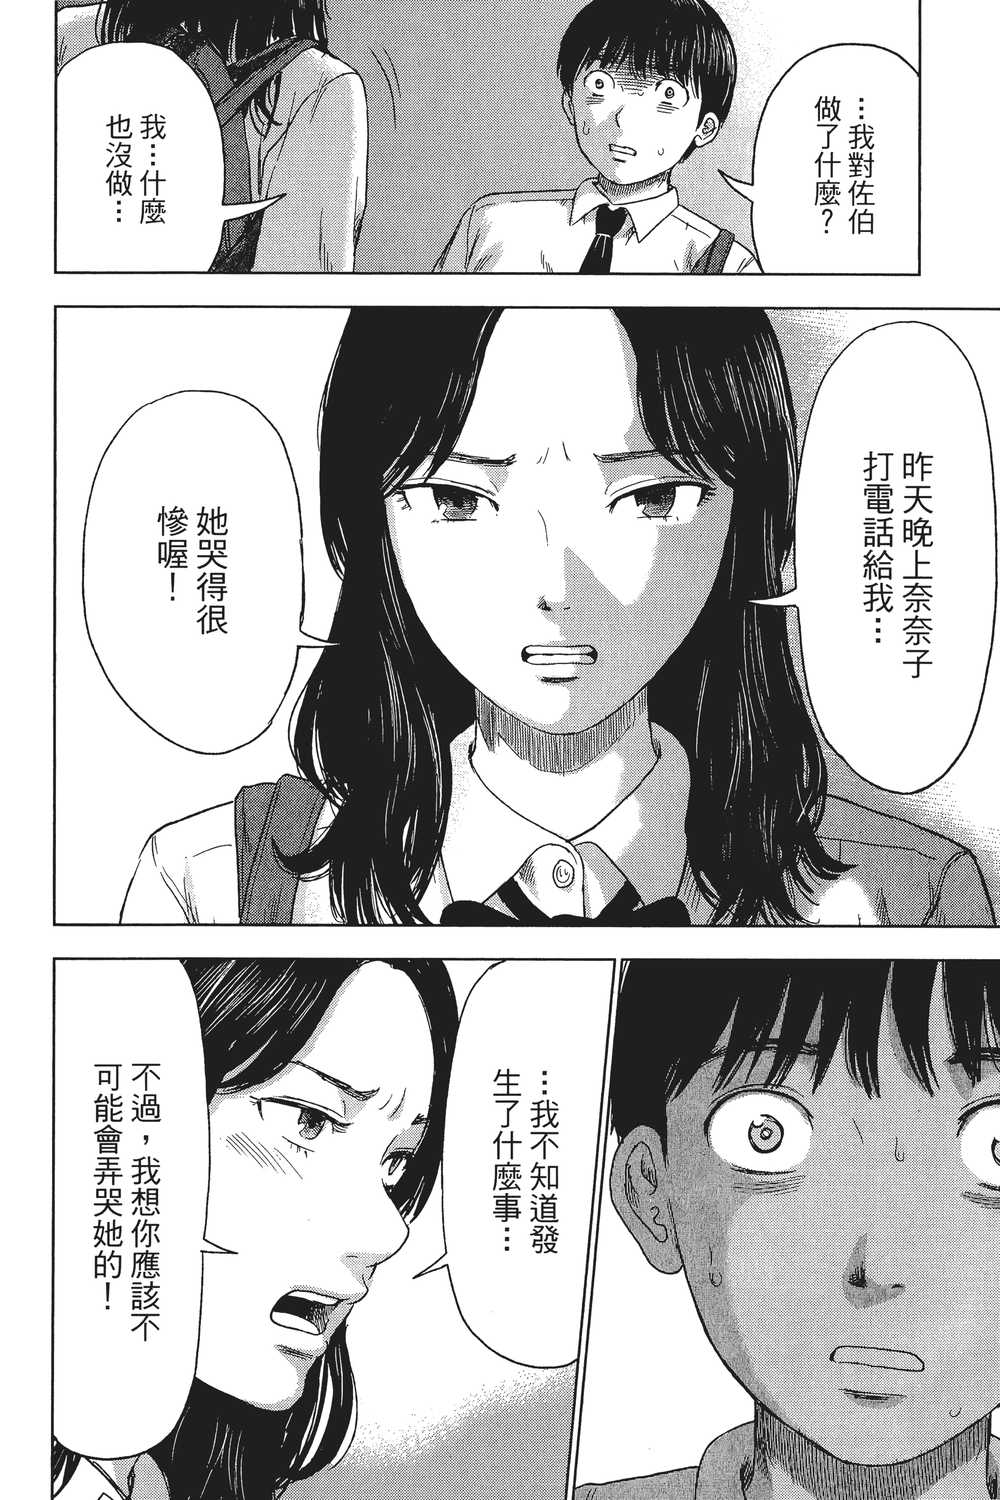 …我對佐伯
做了什麼?
我…什麼
也沒做…
昨天晚上奈奈子
打電話給我…
她哭得很
慘喔!
…我不知道發
生了什麼事…
不過，我想你應該不
可能會弄哭她的!